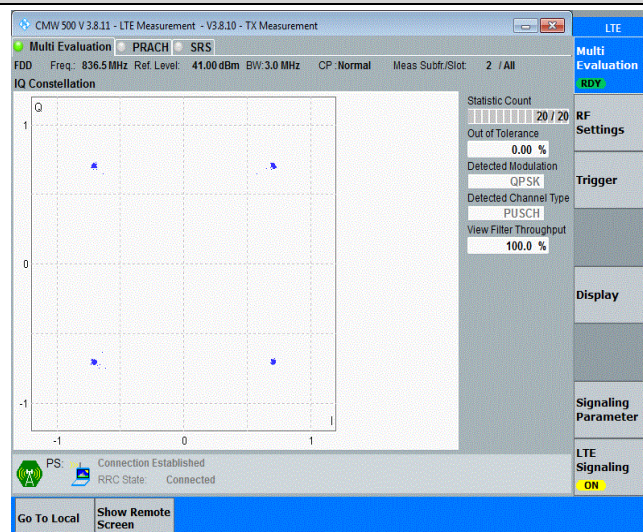 CMW 500 V 3.8.11 - LTE Measurement - V3.8.10 - TX Measurement
LTE
Multi Evaluation PRACH SRS
FDD Freq.: 836.5 MHz Ref. Level: 41.00 dBm BW: 3.0 MHz CP : Normal Meas Subfr./Slot: 2 / All
IQ Constellation
Q
1
0
-1
I
-1 0 1
Statistic Count
20 / 20
Out of Tolerance
0.00 %
Detected Modulation
QPSK
Detected Channel Type
PUSCH
View Filter Throughput
100.0 %
Multi
Evaluation
RDY
RF
Settings
Trigger
Display
Signaling
Parameter
LTE
Signaling
ON
PS: Connection Established
RRC State: Connected
Go To Local
Show Remote
Screen